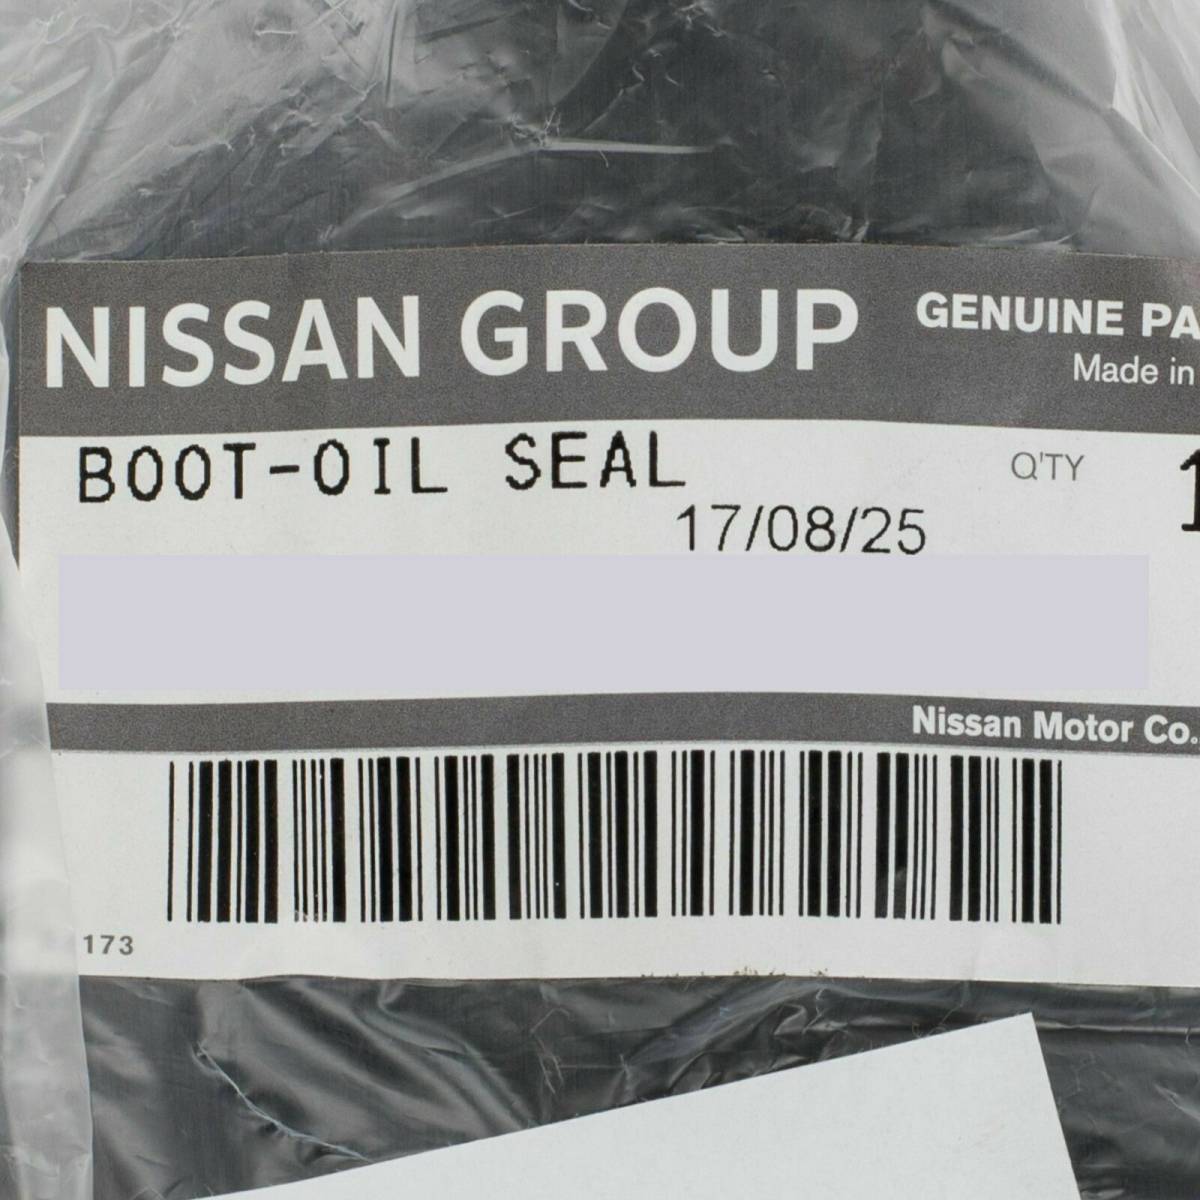 NISSAN GROUP
GENUINE PA
Made in
BOOT-OIL SEAL
Q'TY 1
17/08/25
Nissan Motor Co.
173